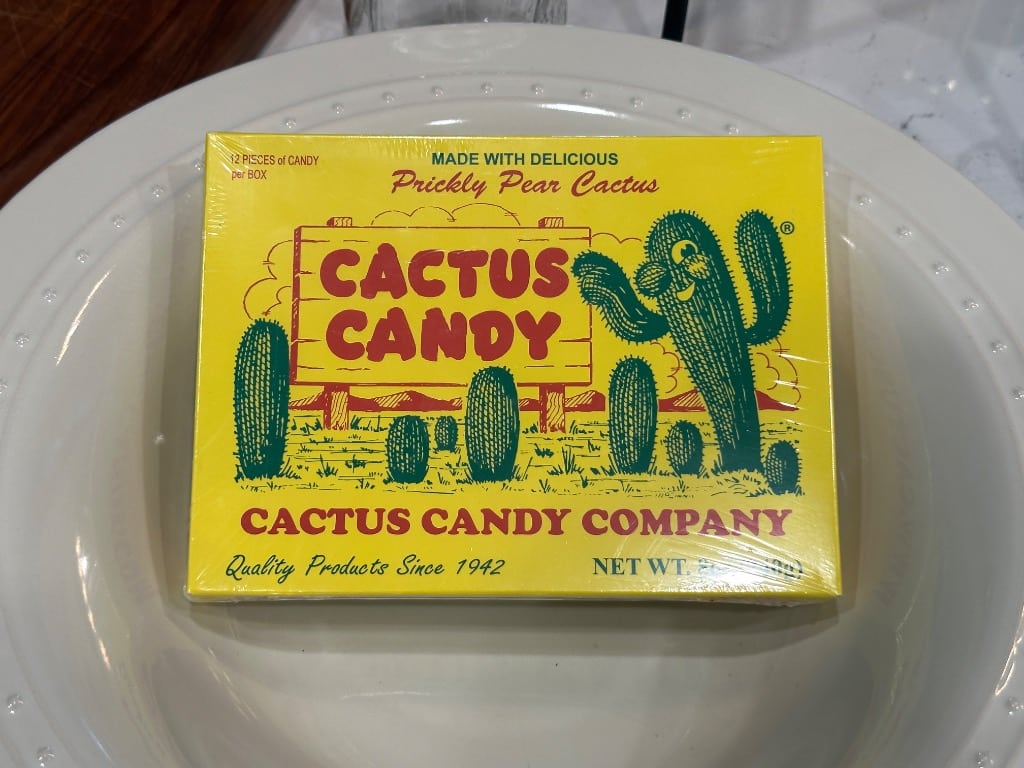 12 PIECES of CANDY
per BOX
MADE WITH DELICIOUS
Prickly Pear Cactus
®
CACTUS
CANDY
CACTUS CANDY COMPANY
Quality Products Since 1942
NET WT.